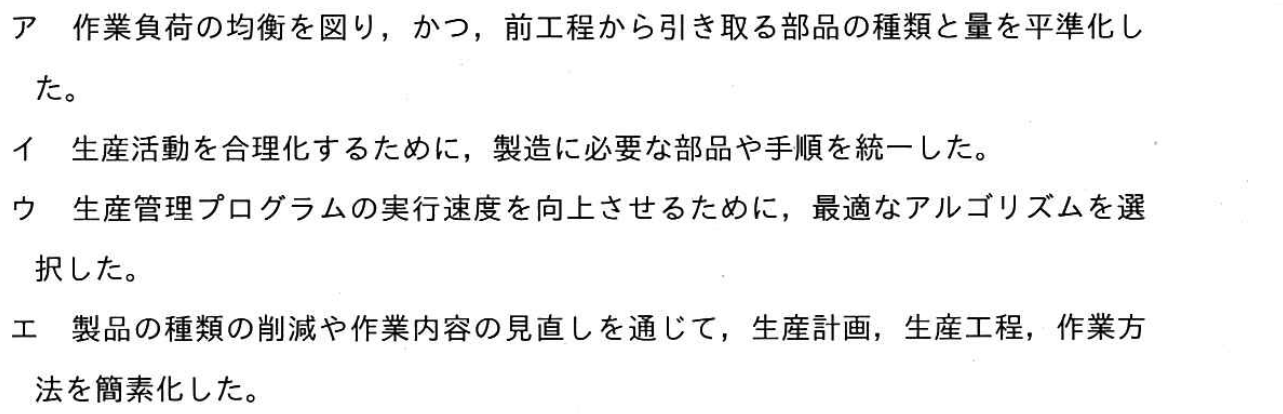 ア　作業負荷の均衡を図り，かつ，前工程から引き取る部品の種類と量を平準化し
た。
イ　生産活動を合理化するために，製造に必要な部品や手順を統一した。
ウ　生産管理プログラムの実行速度を向上させるために，最適なアルゴリズムを選
択した。
エ　製品の種類の削減や作業内容の見直しを通じて，生産計画，生産工程，作業方
法を簡素化した。